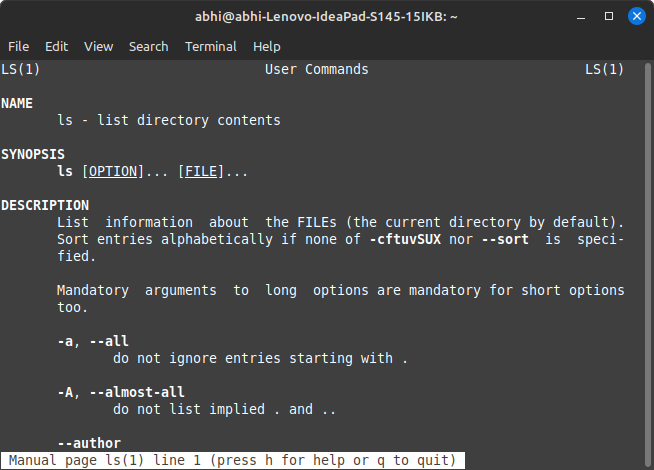 abhi@abhi-Lenovo-IdeaPad-S145-15IKB: ~
File Edit View Search Terminal Help
LS(1) User Commands LS(1)
NAME
ls - list directory contents
SYNOPSIS
ls [OPTION]... [FILE]...
DESCRIPTION
List information about the FILEs (the current directory by default).
Sort entries alphabetically if none of -cftuvSUX nor --sort is speci-
fied.
Mandatory arguments to long options are mandatory for short options
too.
-a, --all
do not ignore entries starting with .
-A, --almost-all
do not list implied . and ..
--author
Manual page ls(1) line 1 (press h for help or q to quit)